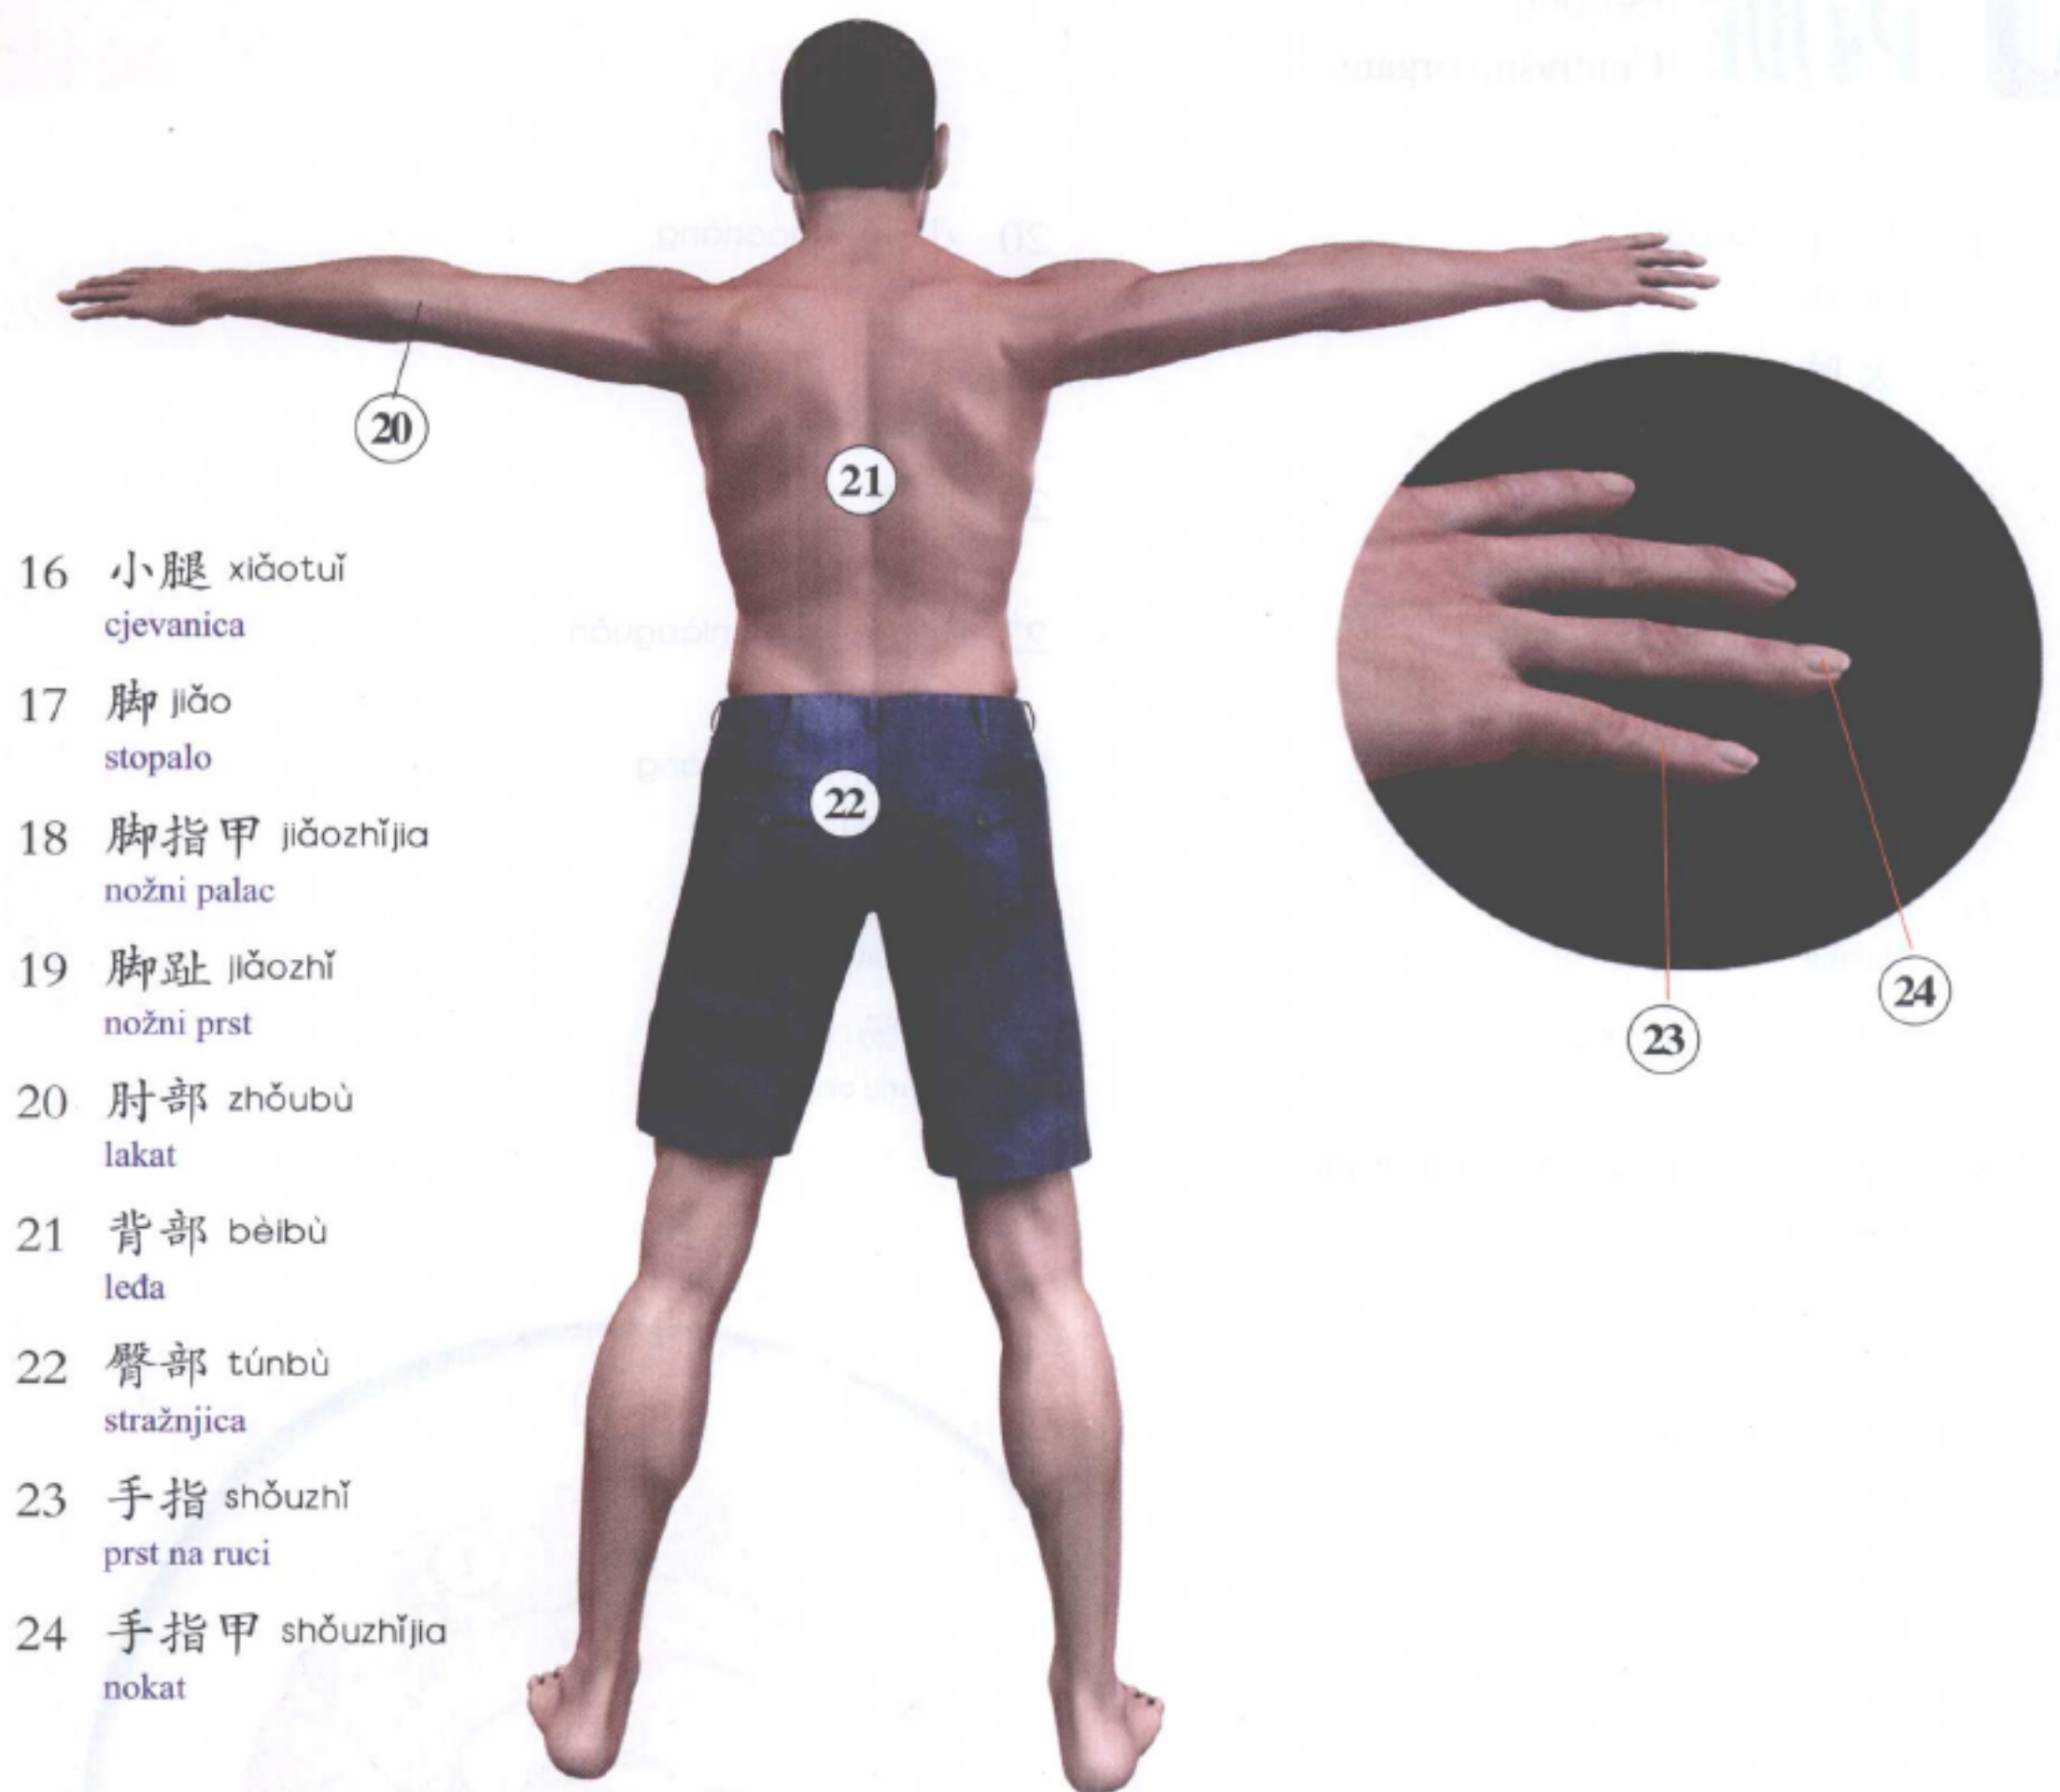 20
21
22
23
24
16 小腿 xiǎotuǐ
cjevanica
17 脚 jiǎo
stopalo
18 脚指甲 jiǎozhǐjia
nožni palac
19 脚趾 jiǎozhǐ
nožni prst
20 肘部 zhǒubù
lakat
21 背部 bèibù
leđa
22 臀部 túnbù
stražnjica
23 手指 shǒuzhǐ
prst na ruci
24 手指甲 shǒuzhǐjia
nokat